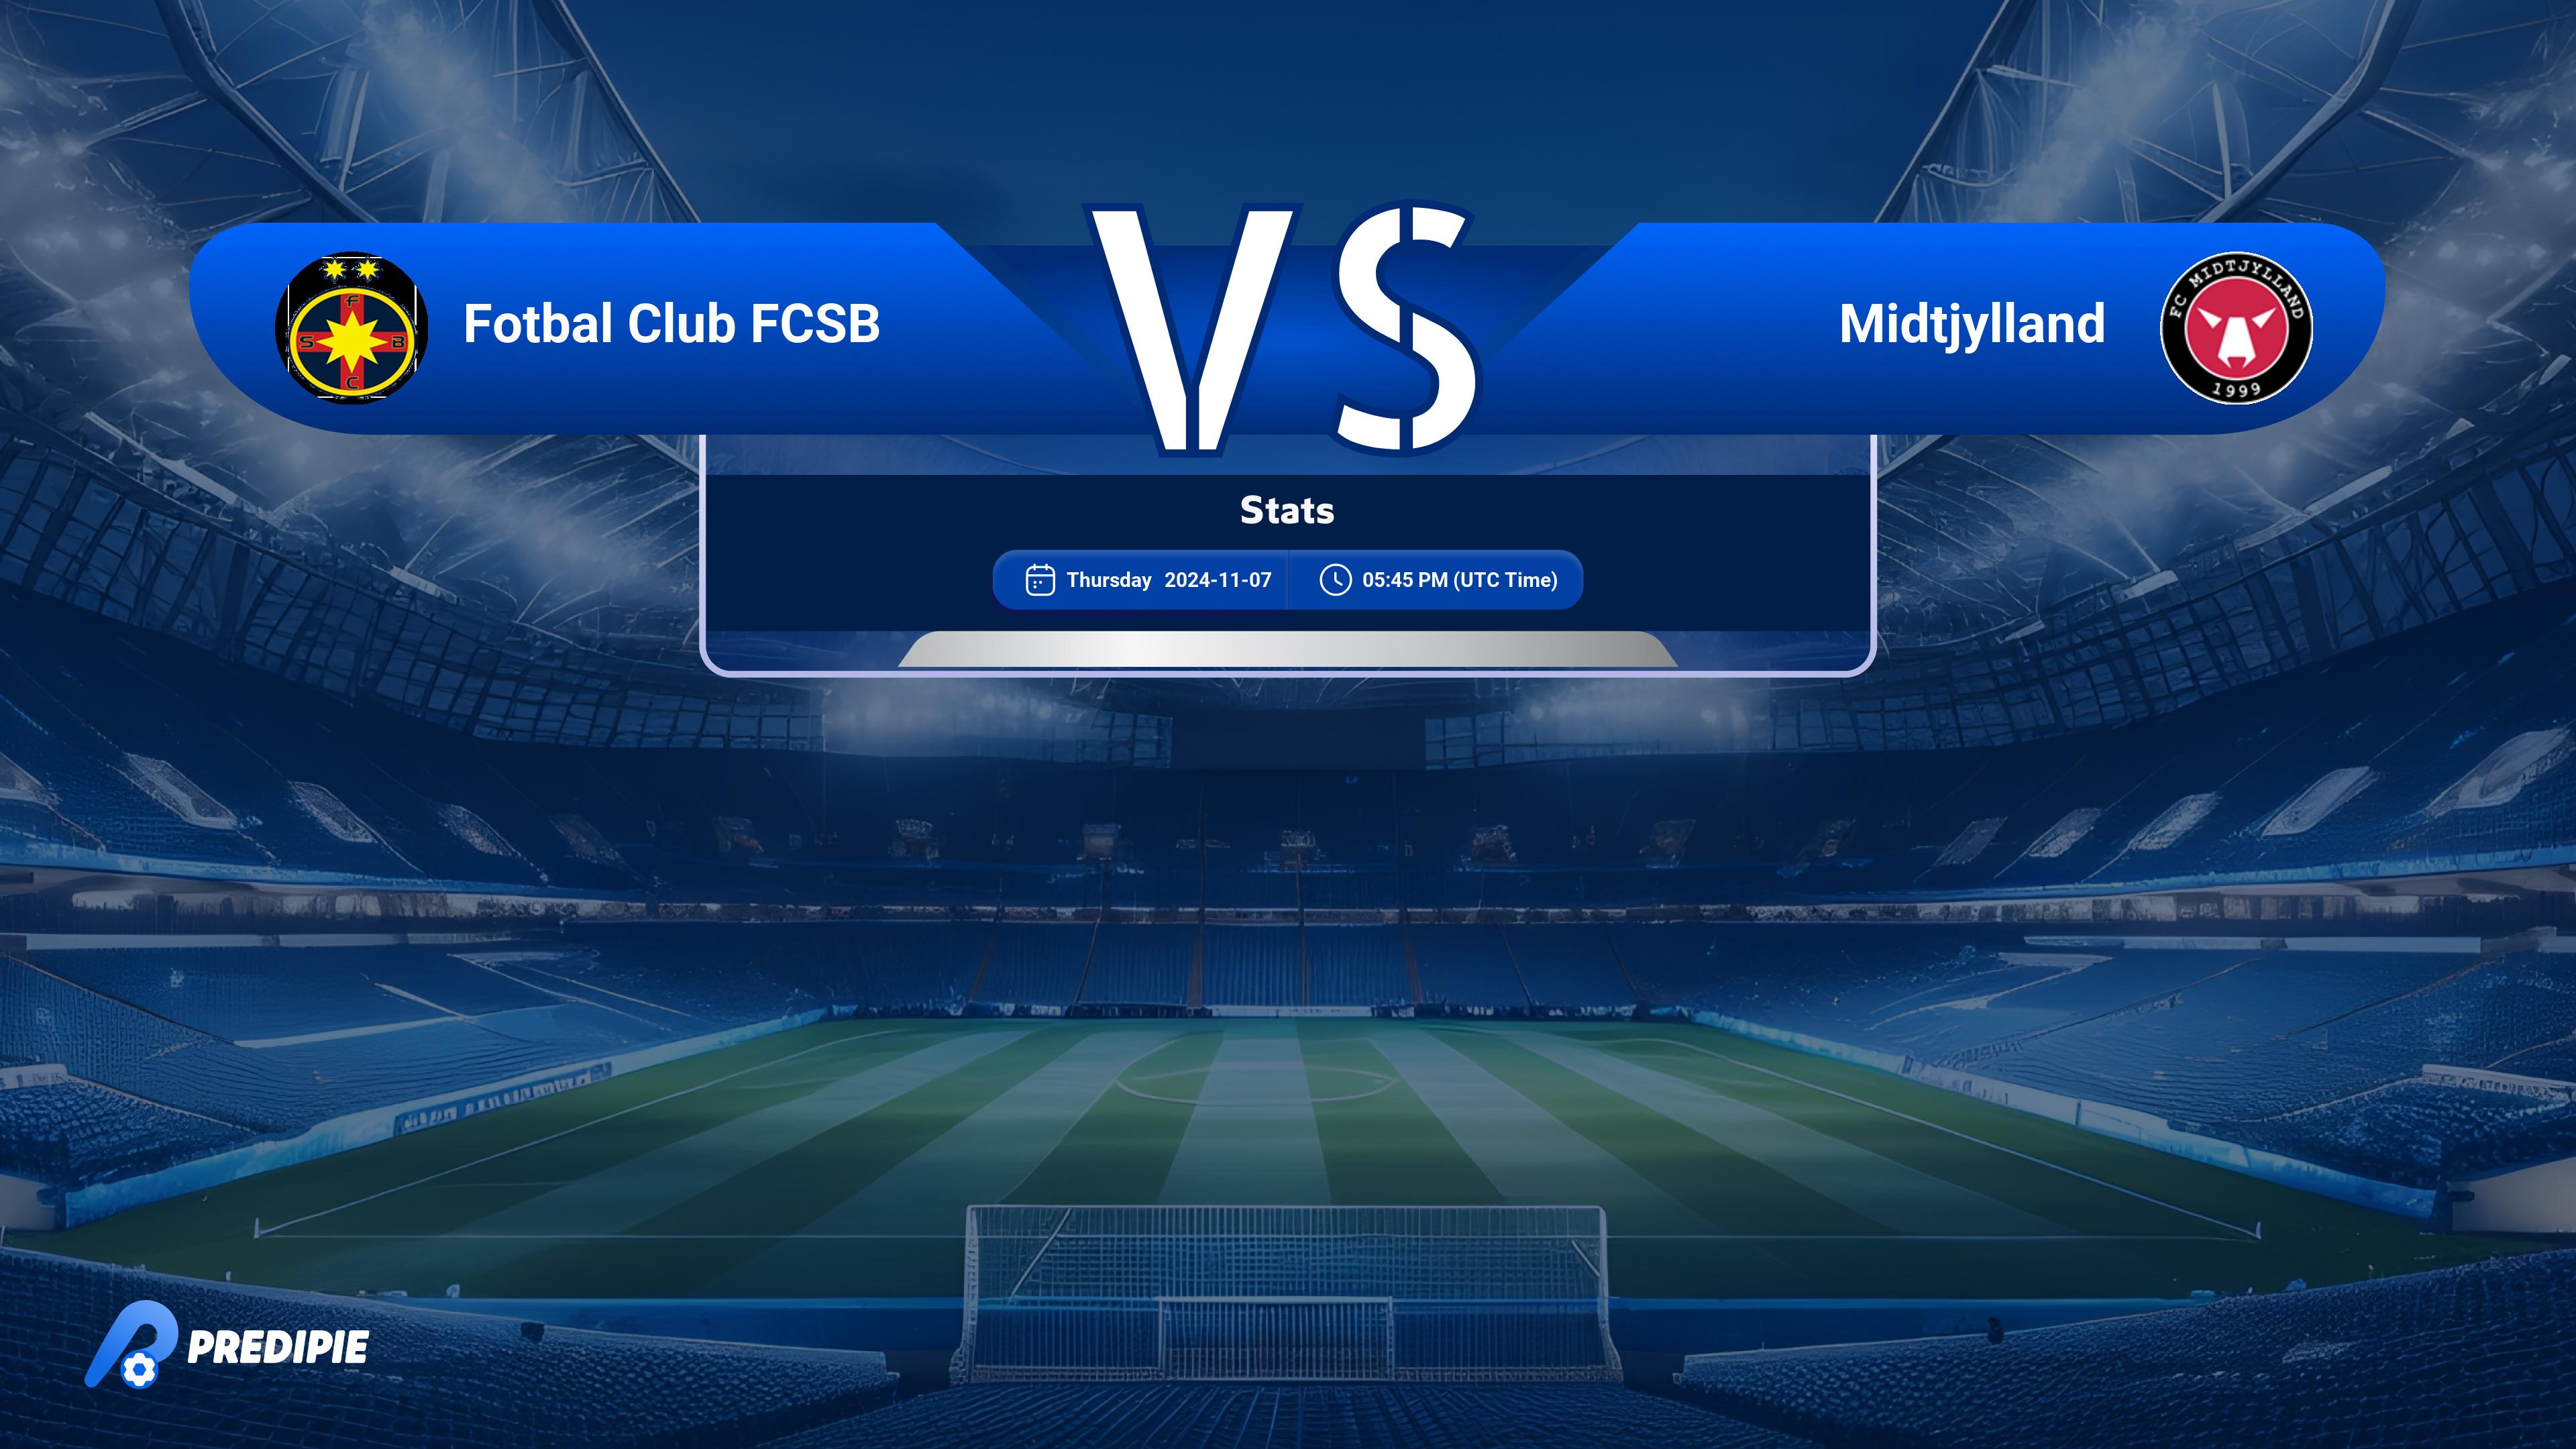 VS
Fotbal Club FCSB
Midtjylland
F
S B
C
FC MIDTJYLLAND
1999
Stats
Thursday 2024-11-07
05:45 PM (UTC Time)
PREDIPIE